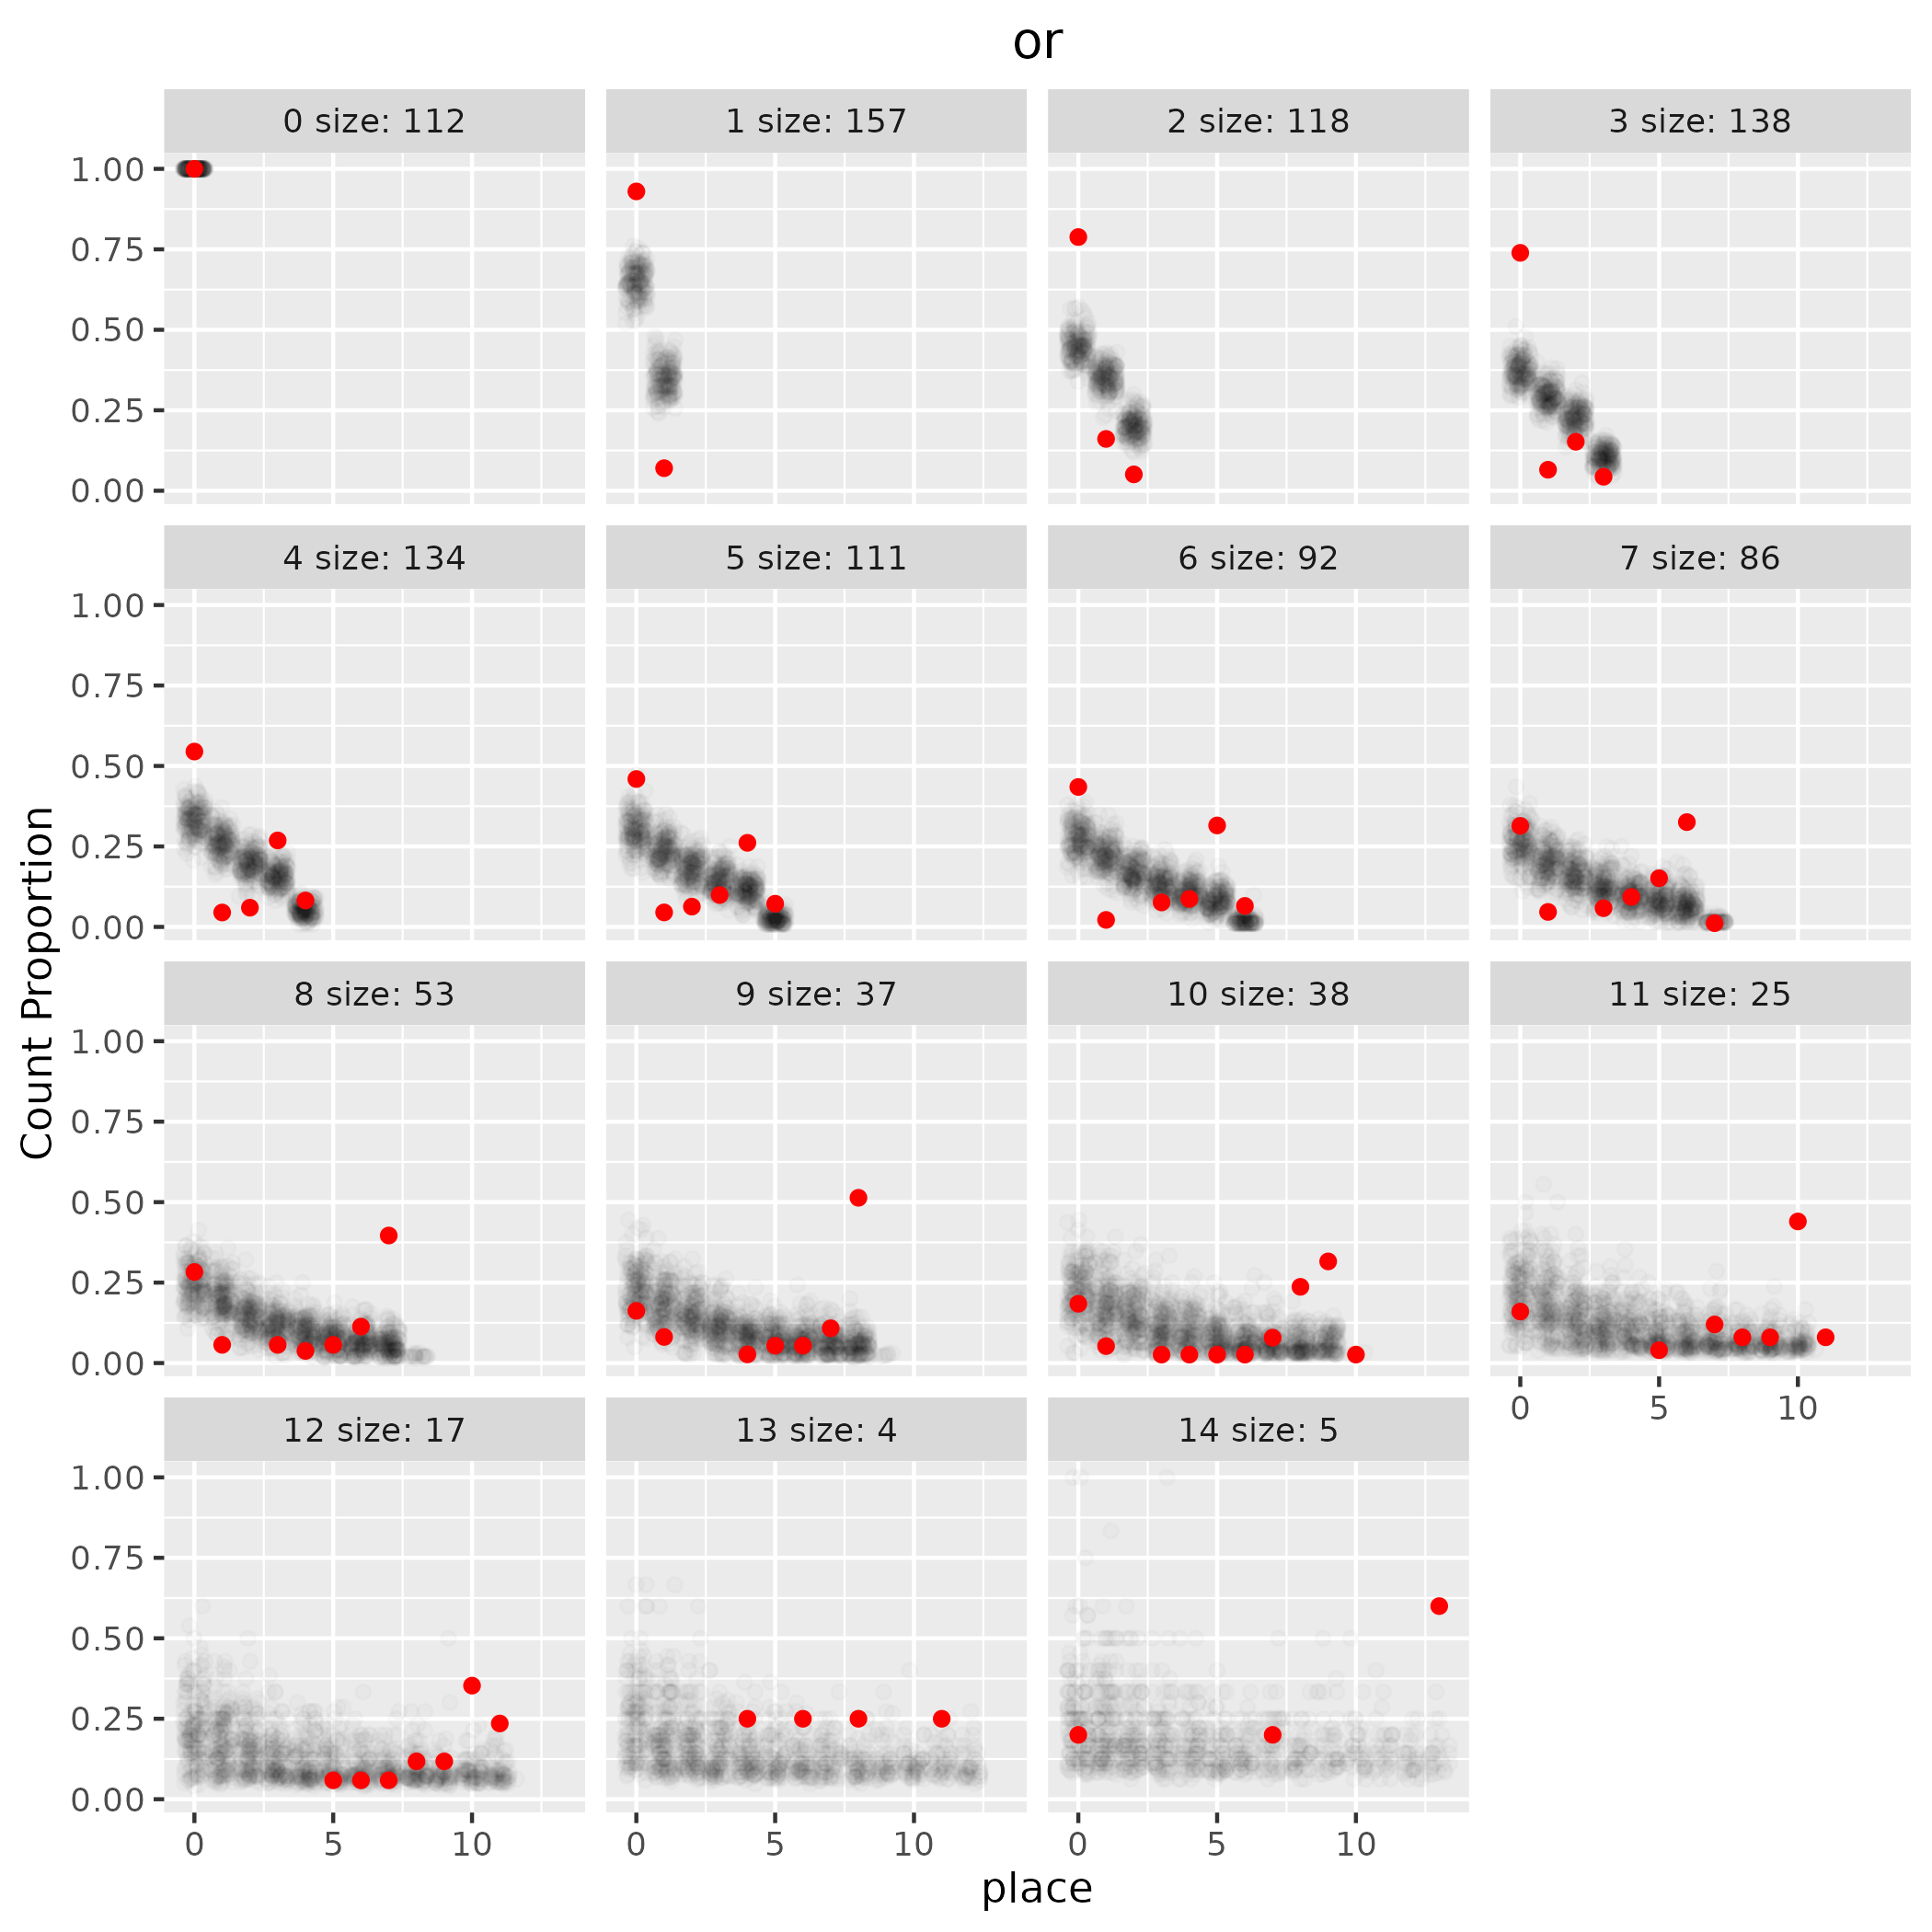 or
0 size: 112
1 size: 157
2 size: 118
3 size: 138
1.00
0.75
0.50
0.25
0.00
4 size: 134
5 size: 111
6 size: 92
7 size: 86
1.00
0.75
0.50
0.25
0.00
8 size: 53
9 size: 37
10 size: 38
11 size: 25
1.00
0.75
0.50
0.25
0.00
0 5 10
12 size: 17
13 size: 4
14 size: 5
1.00
0.75
0.50
0.25
0.00
0 5 10
0 5 10
0 5 10
place
Count Proportion